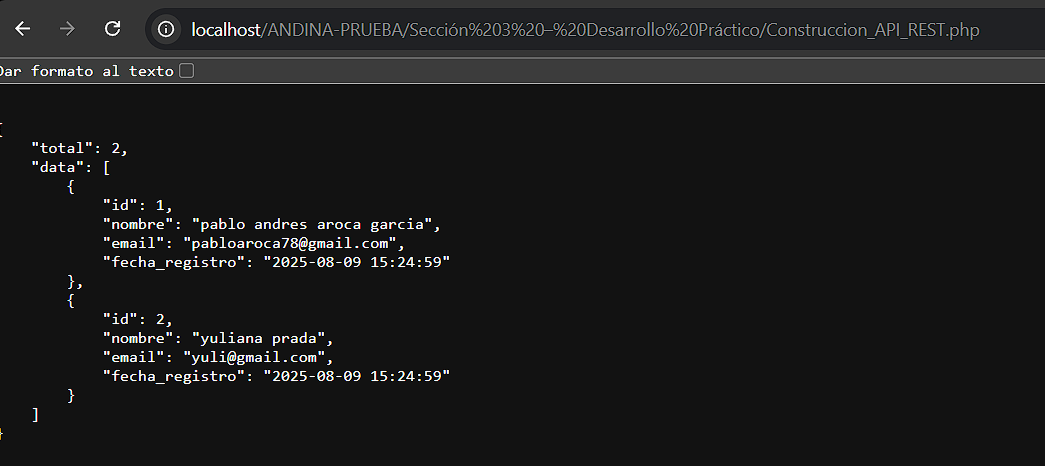 localhost/ANDINA-PRUEBA/Sección%203%20–%20Desarrollo%20Práctico/Construccion_API_REST.php
Dar formato al texto
{
"total": 2,
"data": [
{
"id": 1,
"nombre": "pablo andres aroca garcia",
"email": "pabloaroca78@gmail.com",
"fecha_registro": "2025-08-09 15:24:59"
},
{
"id": 2,
"nombre": "yuliana prada",
"email": "yuli@gmail.com",
"fecha_registro": "2025-08-09 15:24:59"
}
]
}